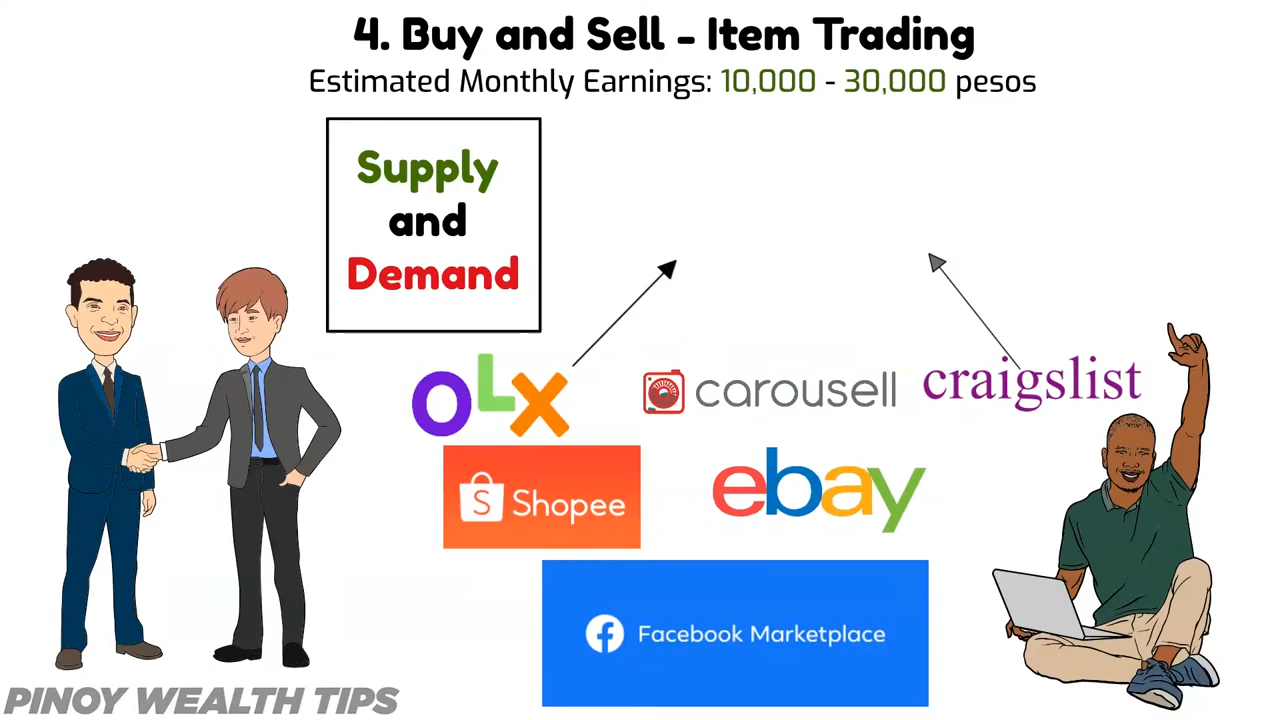 4. Buy and Sell - Item Trading
Estimated Monthly Earnings: 10,000 - 30,000 pesos
Supply
and
Demand
OLX
carousell
craigslist
S Shopee
ebay
f Facebook Marketplace
PINOY WEALTH TIPS